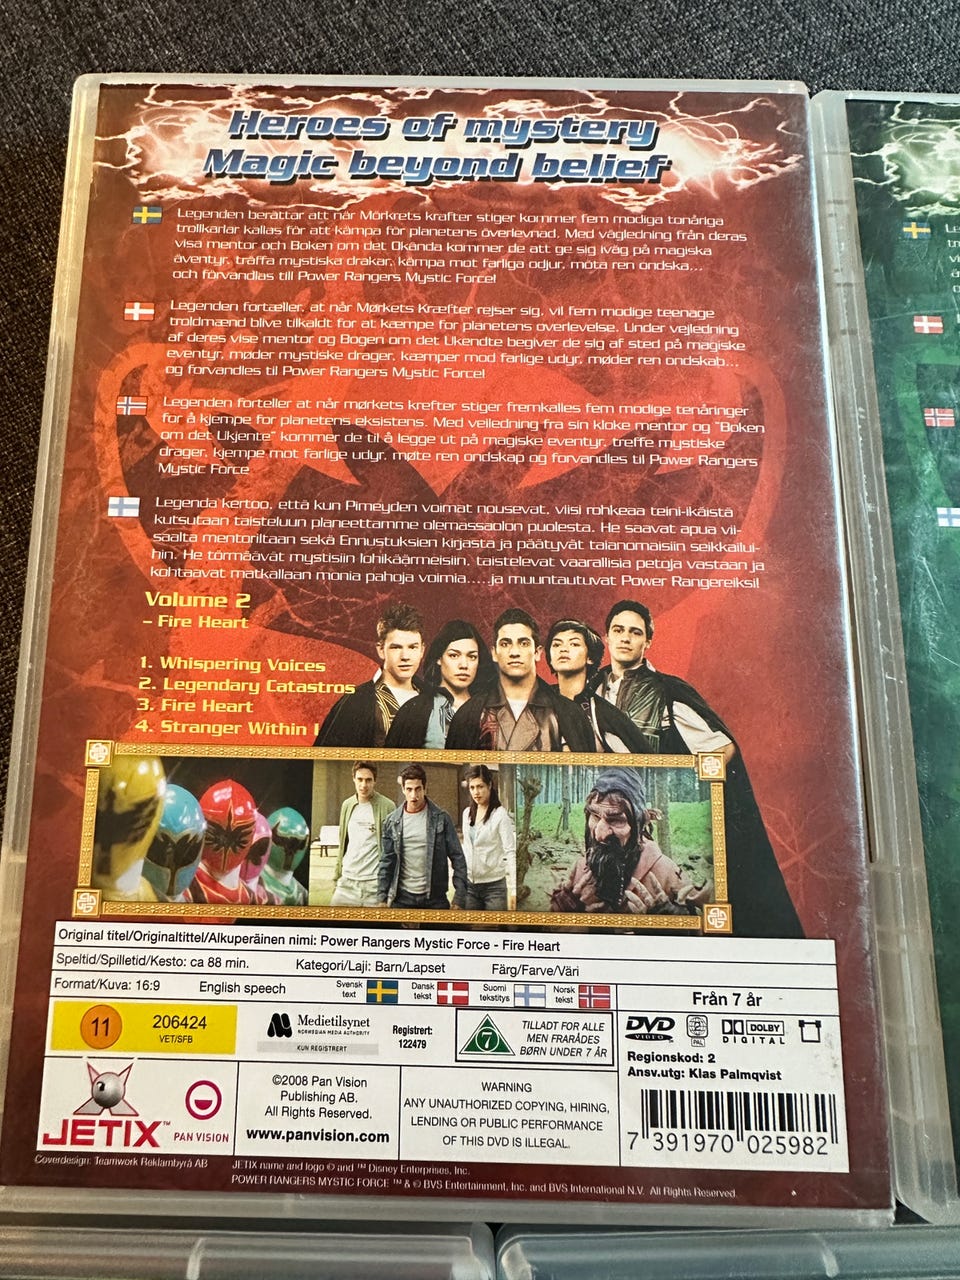 Heroes of mystery
Magic beyond belief
Legenden berättar att när Mörkrets krafter stiger kommer fem modiga tonåriga
trollkarlar kallas för att kämpa för planetens överlevnad. Med vägledning från deras
visa mentor och Boken om det Okända kommer de att ge sig iväg på magiska
äventyr, träffa mystiska drakar, kämpa mot farliga odjur, möta ren ondska...
och förvandlas till Power Rangers Mystic Force!
Legenden fortæller, at når Mørkets Kræfter rejser sig, vil fem modige teenage
troldmænd blive tilkaldt for at kæmpe for planetens overlevelse. Under vejledning
af deres vise mentor og Bogen om det Ukendte begiver de sig af sted på magiske
eventyr, møder mystiske drager, kæmper mod farlige udyr, møder ren ondskab...
og forvandles til Power Rangers Mystic Force!
Legenden forteller at når mørkets krefter stiger fremkalles fem modige tenåringer
for å kjempe for planetens eksistens. Med veiledning fra sin kloke mentor og "Boken
om det Ukjente" kommer de til å legge ut på magiske eventyr, treffe mystiske
drager, kjempe mot farlige udyr, møte ren ondskap og forvandles til Power Rangers
Mystic Force.
Legenda kertoo, että kun Pimeyden voimat nousevat, viisi rohkeaa teini-ikäistä
kutsutaan taisteluun planeettamme olemassaolon puolesta. He saavat apua vii-
saalta mentoriltaan sekä Ennustuksien kirjasta ja päätyvät taianomaisiin seikkailui-
hin. He törmäävät mystisiin lohikäärmeisiin, taistelevat vaarallisia petoja vastaan ja
kohtaavat matkallaan monia pahoja voimia.....ja muuntautuvat Power Rangereiksi!
Volume 2
- Fire Heart
1. Whispering Voices
2. Legendary Catastros
3. Fire Heart
4. Stranger Within I
Original titel/Originaltittel/Alkuperäinen nimi: Power Rangers Mystic Force - Fire Heart
Speltid/Spilletid/Kesto: ca 88 min. Kategori/Laji: Barn/Lapset Färg/Farve/Väri
Format/Kuva: 16:9 English speech Svensk text Dansk tekst Suomi tekstitys Norsk tekst
Från 7 år
11 206424
VET/SFB
Medietilsynet
NORWEGIAN MEDIA AUTHORITY
KUN REGISTRERT
Registrert:
122479
7
TILLADT FOR ALLE
MEN FRARÅDES
BØRN UNDER 7 ÅR
DVD VIDEO 2 PAL DOLBY DIGITAL
Regionskod: 2
Ansv.utg: Klas Palmqvist
JETIX™
PAN VISION
©2008 Pan Vision
Publishing AB.
All Rights Reserved.
www.panvision.com
WARNING
ANY UNAUTHORIZED COPYING, HIRING,
LENDING OR PUBLIC PERFORMANCE
OF THIS DVD IS ILLEGAL.
7 391970 025982
Coverdesign: Teamwork Reklambyrå AB
JETIX name and logo © and ™ Disney Enterprises, Inc.
POWER RANGERS MYSTIC FORCE ™ & © BVS Entertainment, Inc. and BVS International N.V. All Rights Reserved.